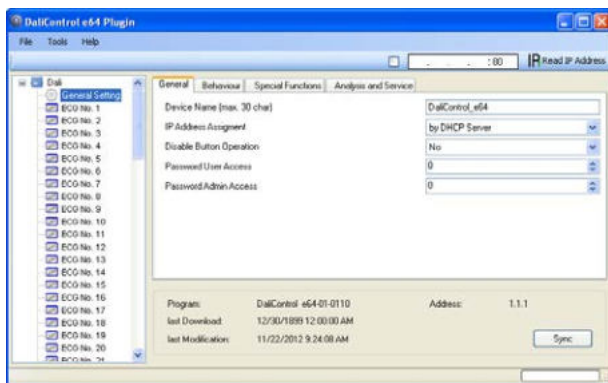 DaliControl e64 Plugin
File Tools Help
. . . :80 IP Read IP Address
Dali
General Setting
ECG No. 1
ECG No. 2
ECG No. 3
ECG No. 4
ECG No. 5
ECG No. 6
ECG No. 7
ECG No. 8
ECG No. 9
ECG No. 10
ECG No. 11
ECG No. 12
ECG No. 13
ECG No. 14
ECG No. 15
ECG No. 16
ECG No. 17
ECG No. 18
ECG No. 19
ECG No. 20
ECG No. 21
General Behaviour Special Functions Analysis and Service
Device Name (max. 30 char) DaliControl_e64
IP Address Assigment by DHCP Server
Disable Button Operation No
Password User Access 0
Password Admin Access 0
Program: DaliControl e64-01-0110 Address: 1.1.1
last Download: 12/30/1899 12:00:00 AM
last Modification: 11/22/2012 9:24:08 AM
Sync